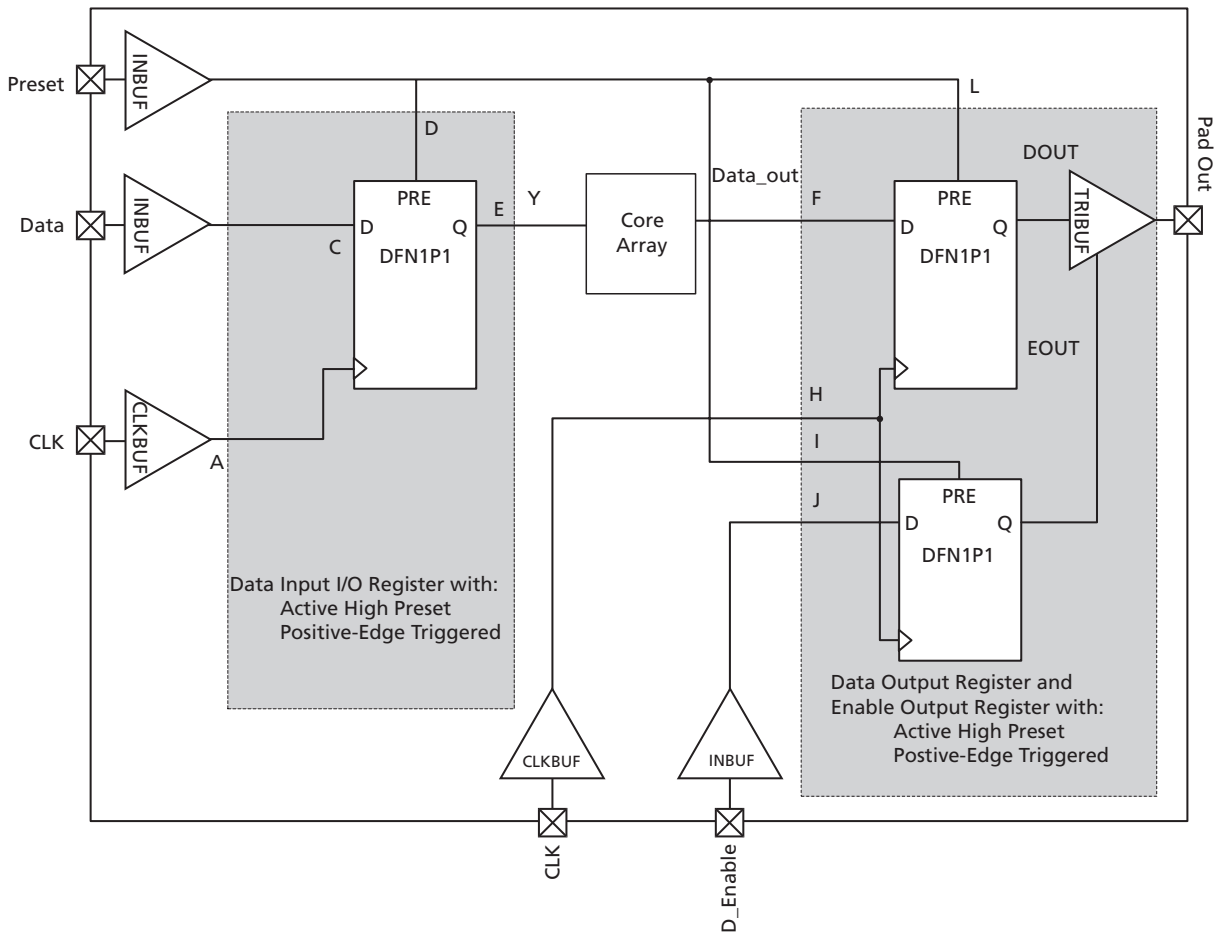 Preset
INBUF
L
D
Pad Out
DOUT
Data_out
PRE
E
Y
F
PRE
TRIBUF
Data
INBUF
C
D
Q
DFN1P1
Core
Array
D
Q
DFN1P1
EOUT
H
CLK
CLKBUF
A
I
PRE
J
D
Q
DFN1P1
Data Input I/O Register with:
Active High Preset
Positive-Edge Triggered
Data Output Register and
Enable Output Register with:
Active High Preset
Postive-Edge Triggered
CLKBUF
INBUF
CLK
D_Enable